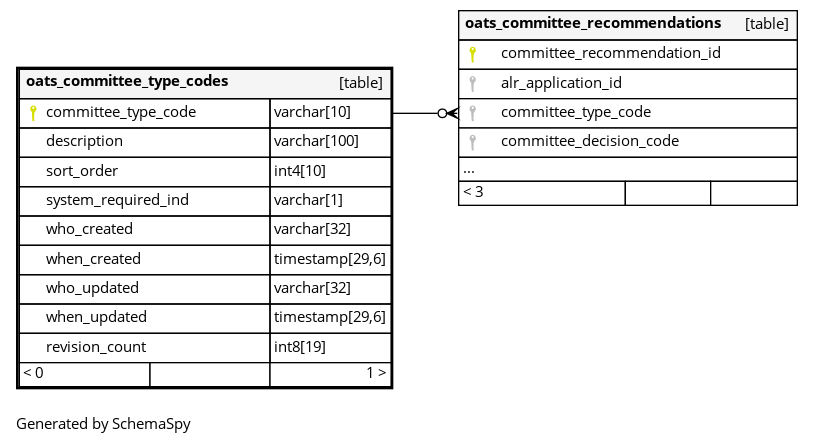 oats_committee_type_codes [table]
committee_type_code varchar[10]
description varchar[100]
sort_order int4[10]
system_required_ind varchar[1]
who_created varchar[32]
when_created timestamp[29,6]
who_updated varchar[32]
when_updated timestamp[29,6]
revision_count int8[19]
< 0 1 >
oats_committee_recommendations [table]
committee_recommendation_id
alr_application_id
committee_type_code
committee_decision_code
...
< 3
Generated by SchemaSpy